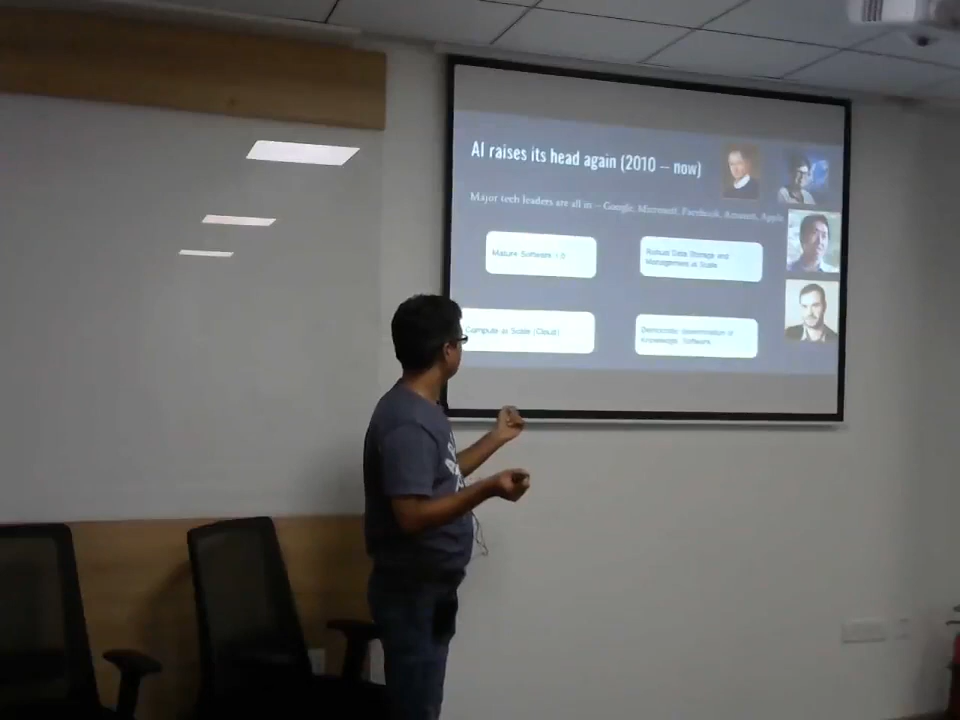 AI raises its head again (2010 – now)
Major tech leaders are all in – Google, Microsoft, Facebook, Amazon, Apple
Mature Software
Robust Data Storage and
Management at Scale
Compute at Scale (Cloud)
Democratic dissemination of
Knowledge, Software